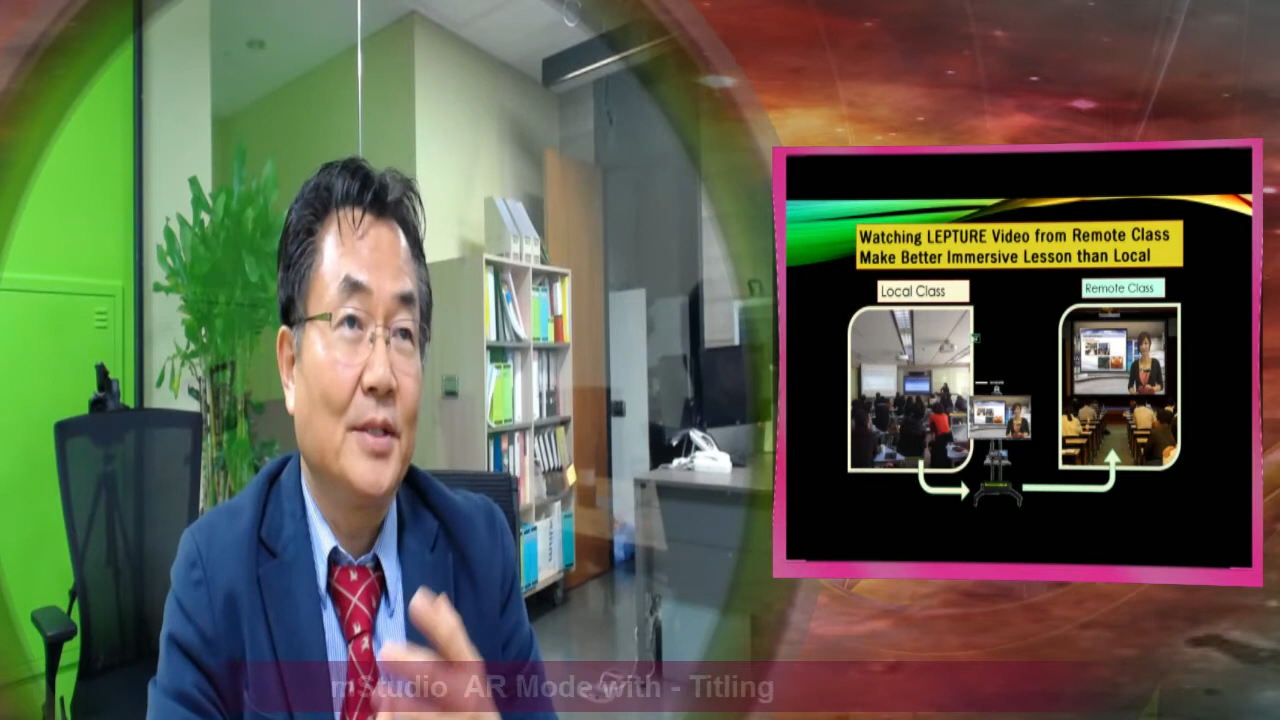 Watching LEPTURE Video from Remote Class
Make Better Immersive Lesson than Local
Local Class
Remote Class
mStudio AR Mode with - Titling